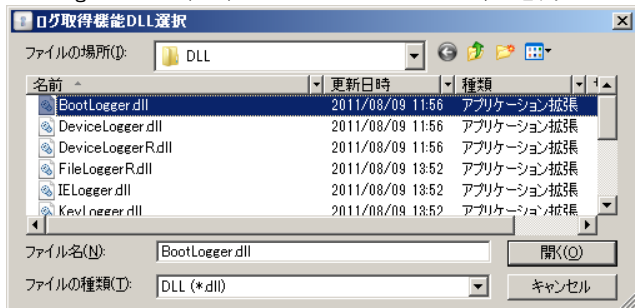 ログ取得機能DLL選択
ファイルの場所(I): DLL
名前 更新日時 種類
BootLogger.dll 2011/08/09 11:56 アプリケーション拡張
DeviceLogger.dll 2011/08/09 11:56 アプリケーション拡張
DeviceLoggerR.dll 2011/08/09 11:56 アプリケーション拡張
FileLoggerR.dll 2011/08/09 13:52 アプリケーション拡張
IELogger.dll 2011/08/09 13:52 アプリケーション拡張
KeyLogger.dll 2011/08/09 13:52 アプリケーション拡張
ファイル名(N): BootLogger.dll 開く(O)
ファイルの種類(T): DLL (*.dll) キャンセル